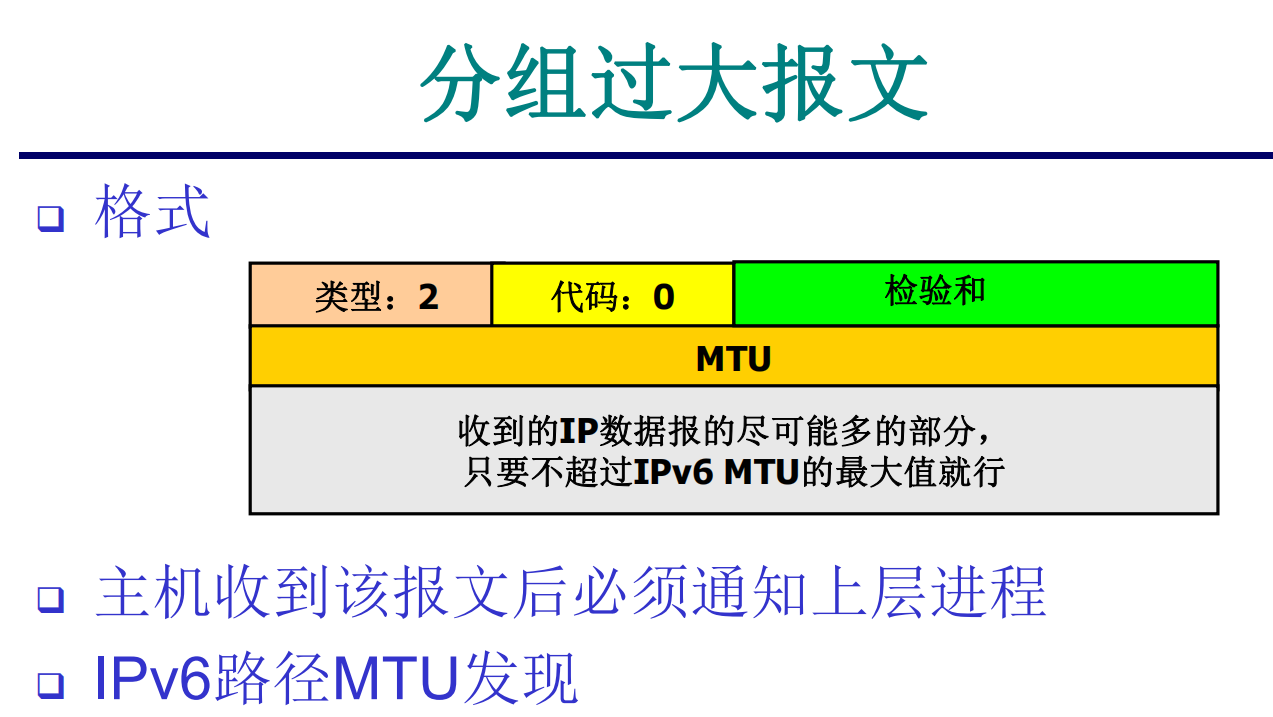 分组过大报文
格式
类型：2 代码：0 检验和
MTU
收到的IP数据报的尽可能多的部分，
只要不超过IPv6 MTU的最大值就行
主机收到该报文后必须通知上层进程
IPv6路径MTU发现